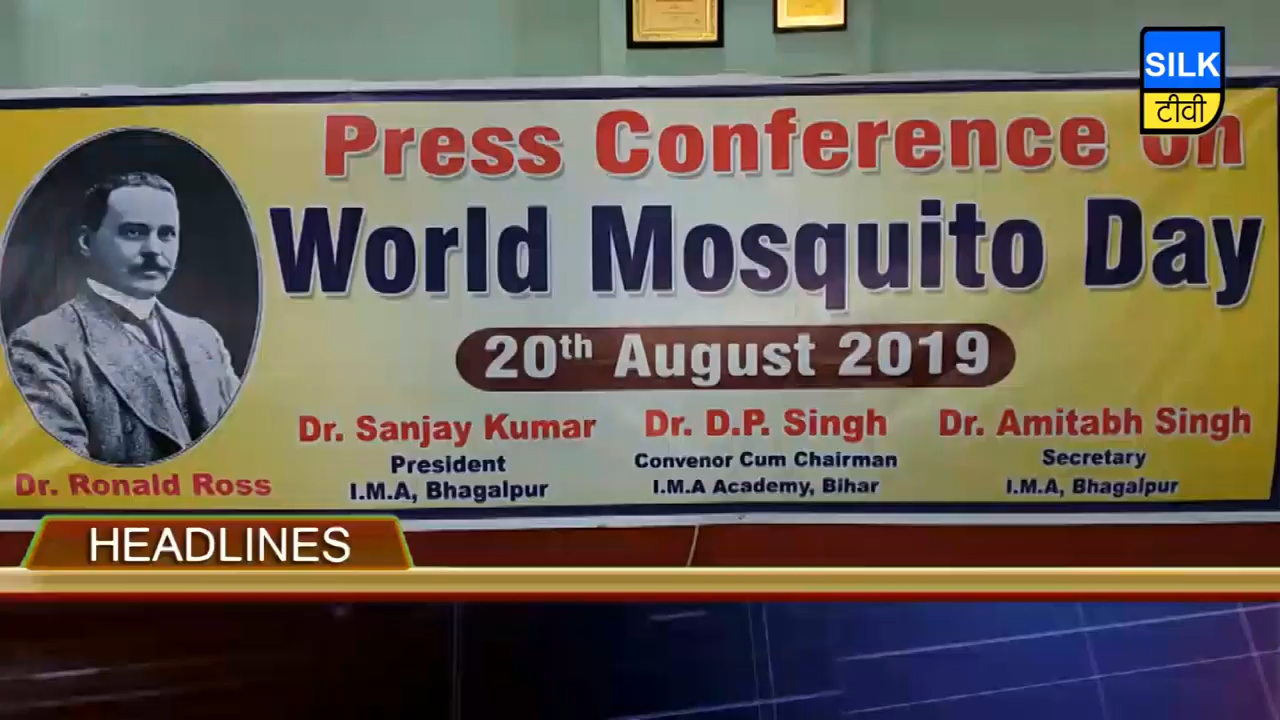 SILK
टीवी
Press Conference on
World Mosquito Day
20th August 2019
Dr. Sanjay Kumar
President
I.M.A, Bhagalpur
Dr. D.P. Singh
Convenor Cum Chairman
I.M.A Academy, Bihar
Dr. Amitabh Singh
Secretary
I.M.A, Bhagalpur
Dr. Ronald Ross
HEADLINES